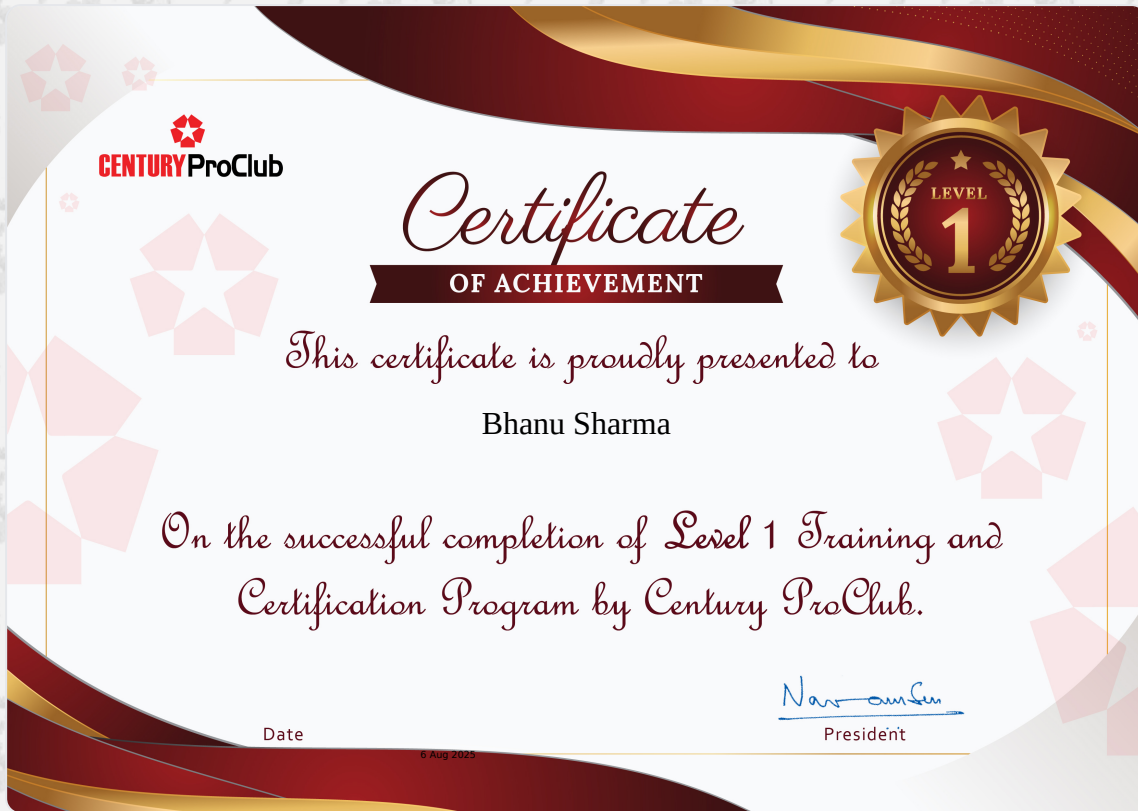 CENTURY ProClub
LEVEL
1
Certificate
OF ACHIEVEMENT
This certificate is proudly presented to
Bhanu Sharma
On the successful completion of Level 1 Training and
Certification Program by Century ProClub.
Date
President
6 Aug 2025